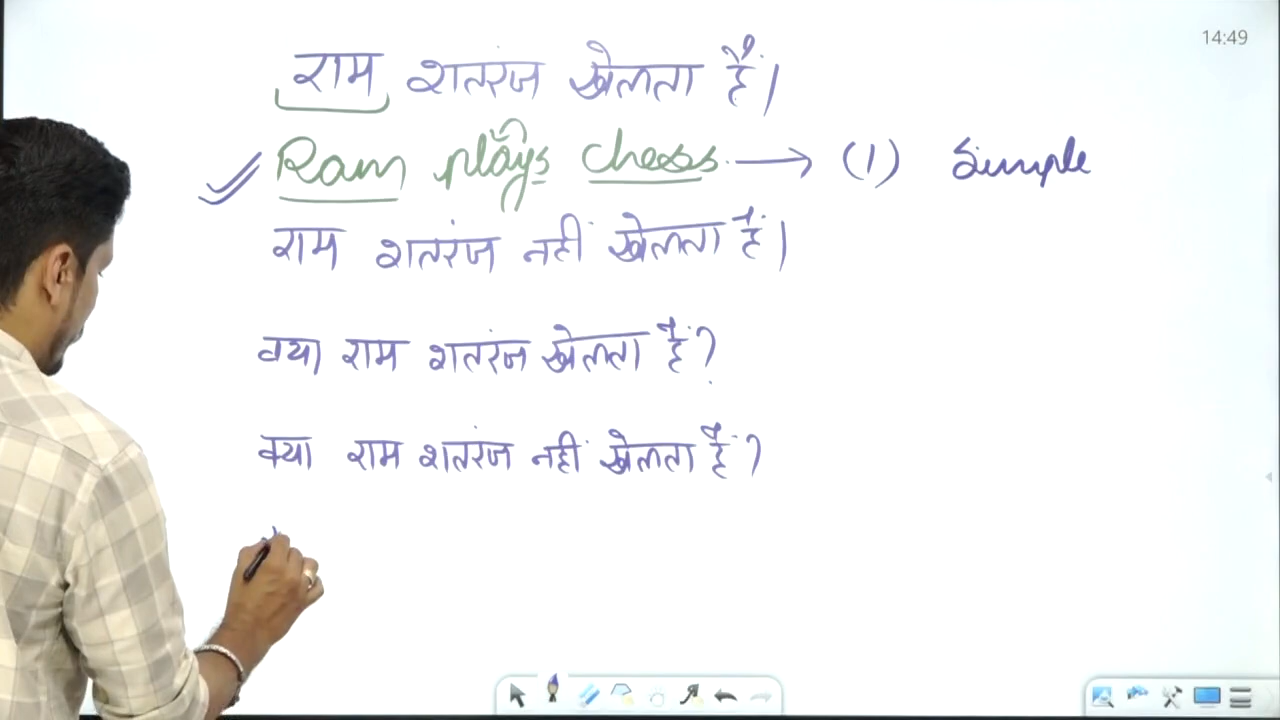 14:49
राम शतरंज खेलता है।
Ram plays chess. → (1) Simple
राम शतरंज नहीं खेलता है।
क्या राम शतरंज खेलता है?
क्या राम शतरंज नहीं खेलता है?